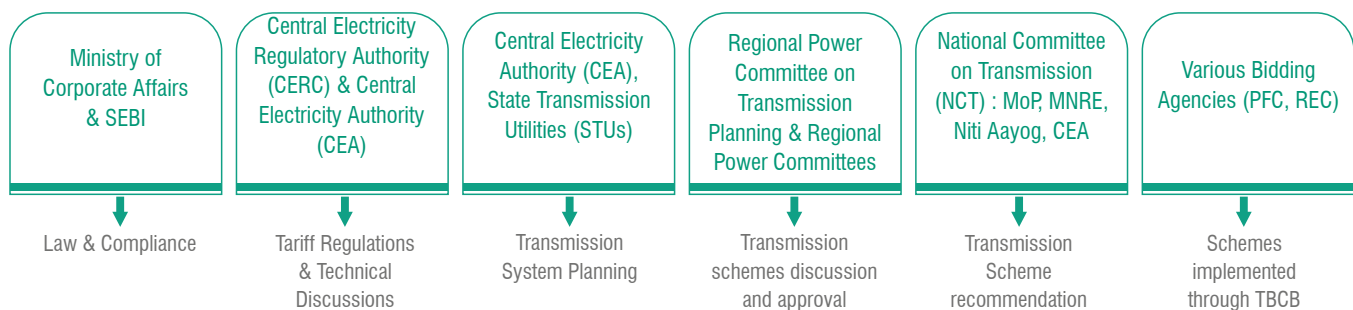 Ministry of
Corporate Affairs
& SEBI
Central Electricity
Regulatory Authority
(CERC) & Central
Electricity Authority
(CEA)
Central Electricity
Authority (CEA),
State Transmission
Utilities (STUs)
Regional Power
Committee on
Transmission
Planning & Regional
Power Committees
National Committee
on Transmission
(NCT) : MoP, MNRE,
Niti Aayog, CEA
Various Bidding
Agencies (PFC, REC)
Law & Compliance
Tariff Regulations
& Technical
Discussions
Transmission
System Planning
Transmission
schemes discussion
and approval
Transmission
Scheme
recommendation
Schemes
implemented
through TBCB